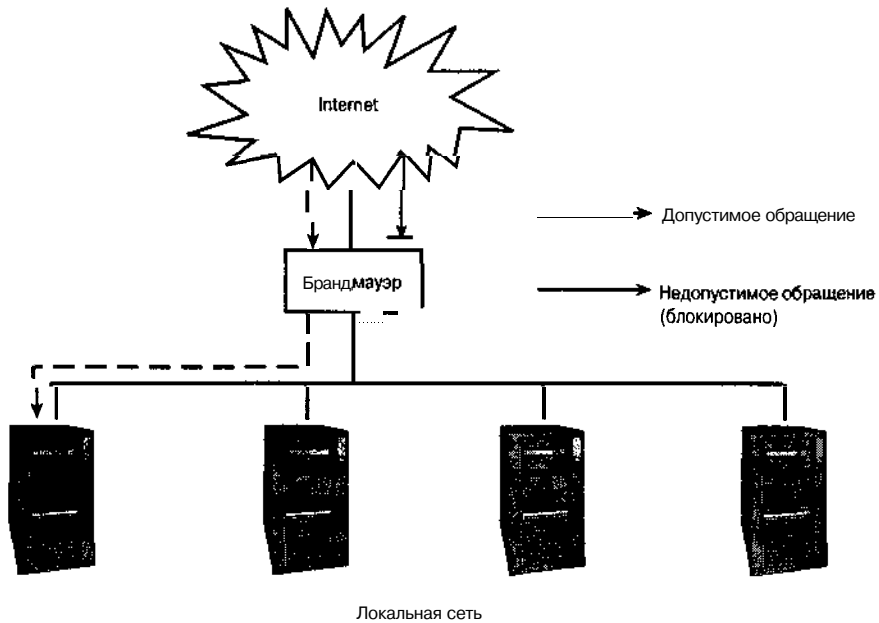 Internet
Допустимое обращение
Брандмауэр
Недопустимое обращение
(блокировано)
Локальная сеть